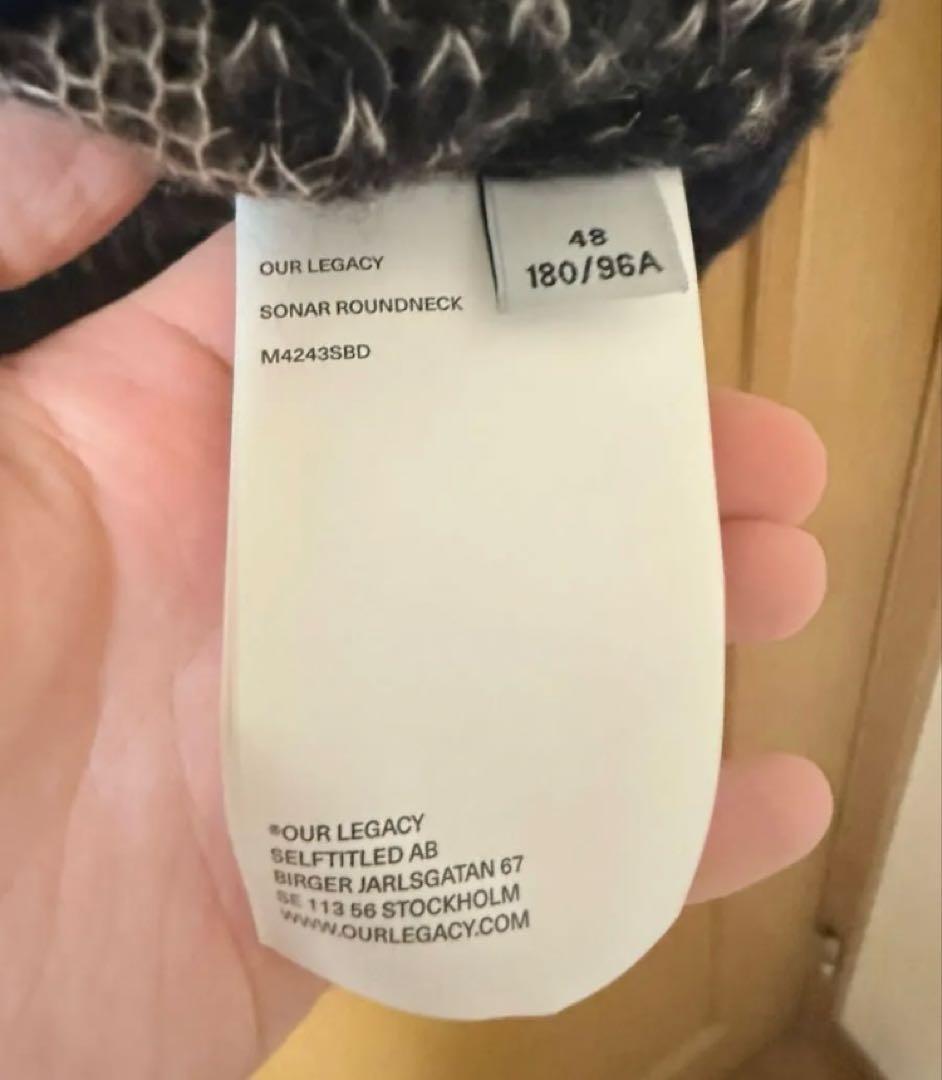 48
180/96A
OUR LEGACY
SONAR ROUNDNECK
M4243SBD
®OUR LEGACY
SELFTITLED AB
BIRGER JARLSGATAN 67
SE 113 56 STOCKHOLM
WWW.OURLEGACY.COM